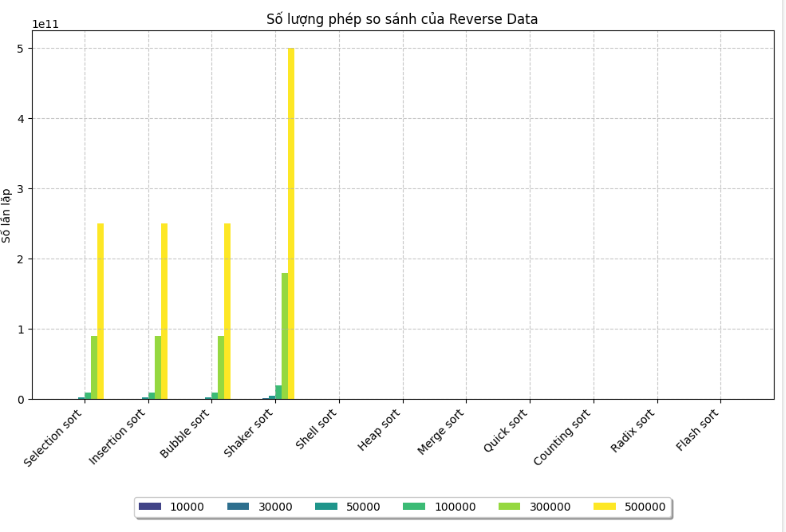 Số lượng phép so sánh của Reverse Data
1e11
5
4
3
2
1
0
Số lần lặp
Selection sort
Insertion sort
Bubble sort
Shaker sort
Shell sort
Heap sort
Merge sort
Quick sort
Counting sort
Radix sort
Flash sort
10000 30000 50000 100000 300000 500000